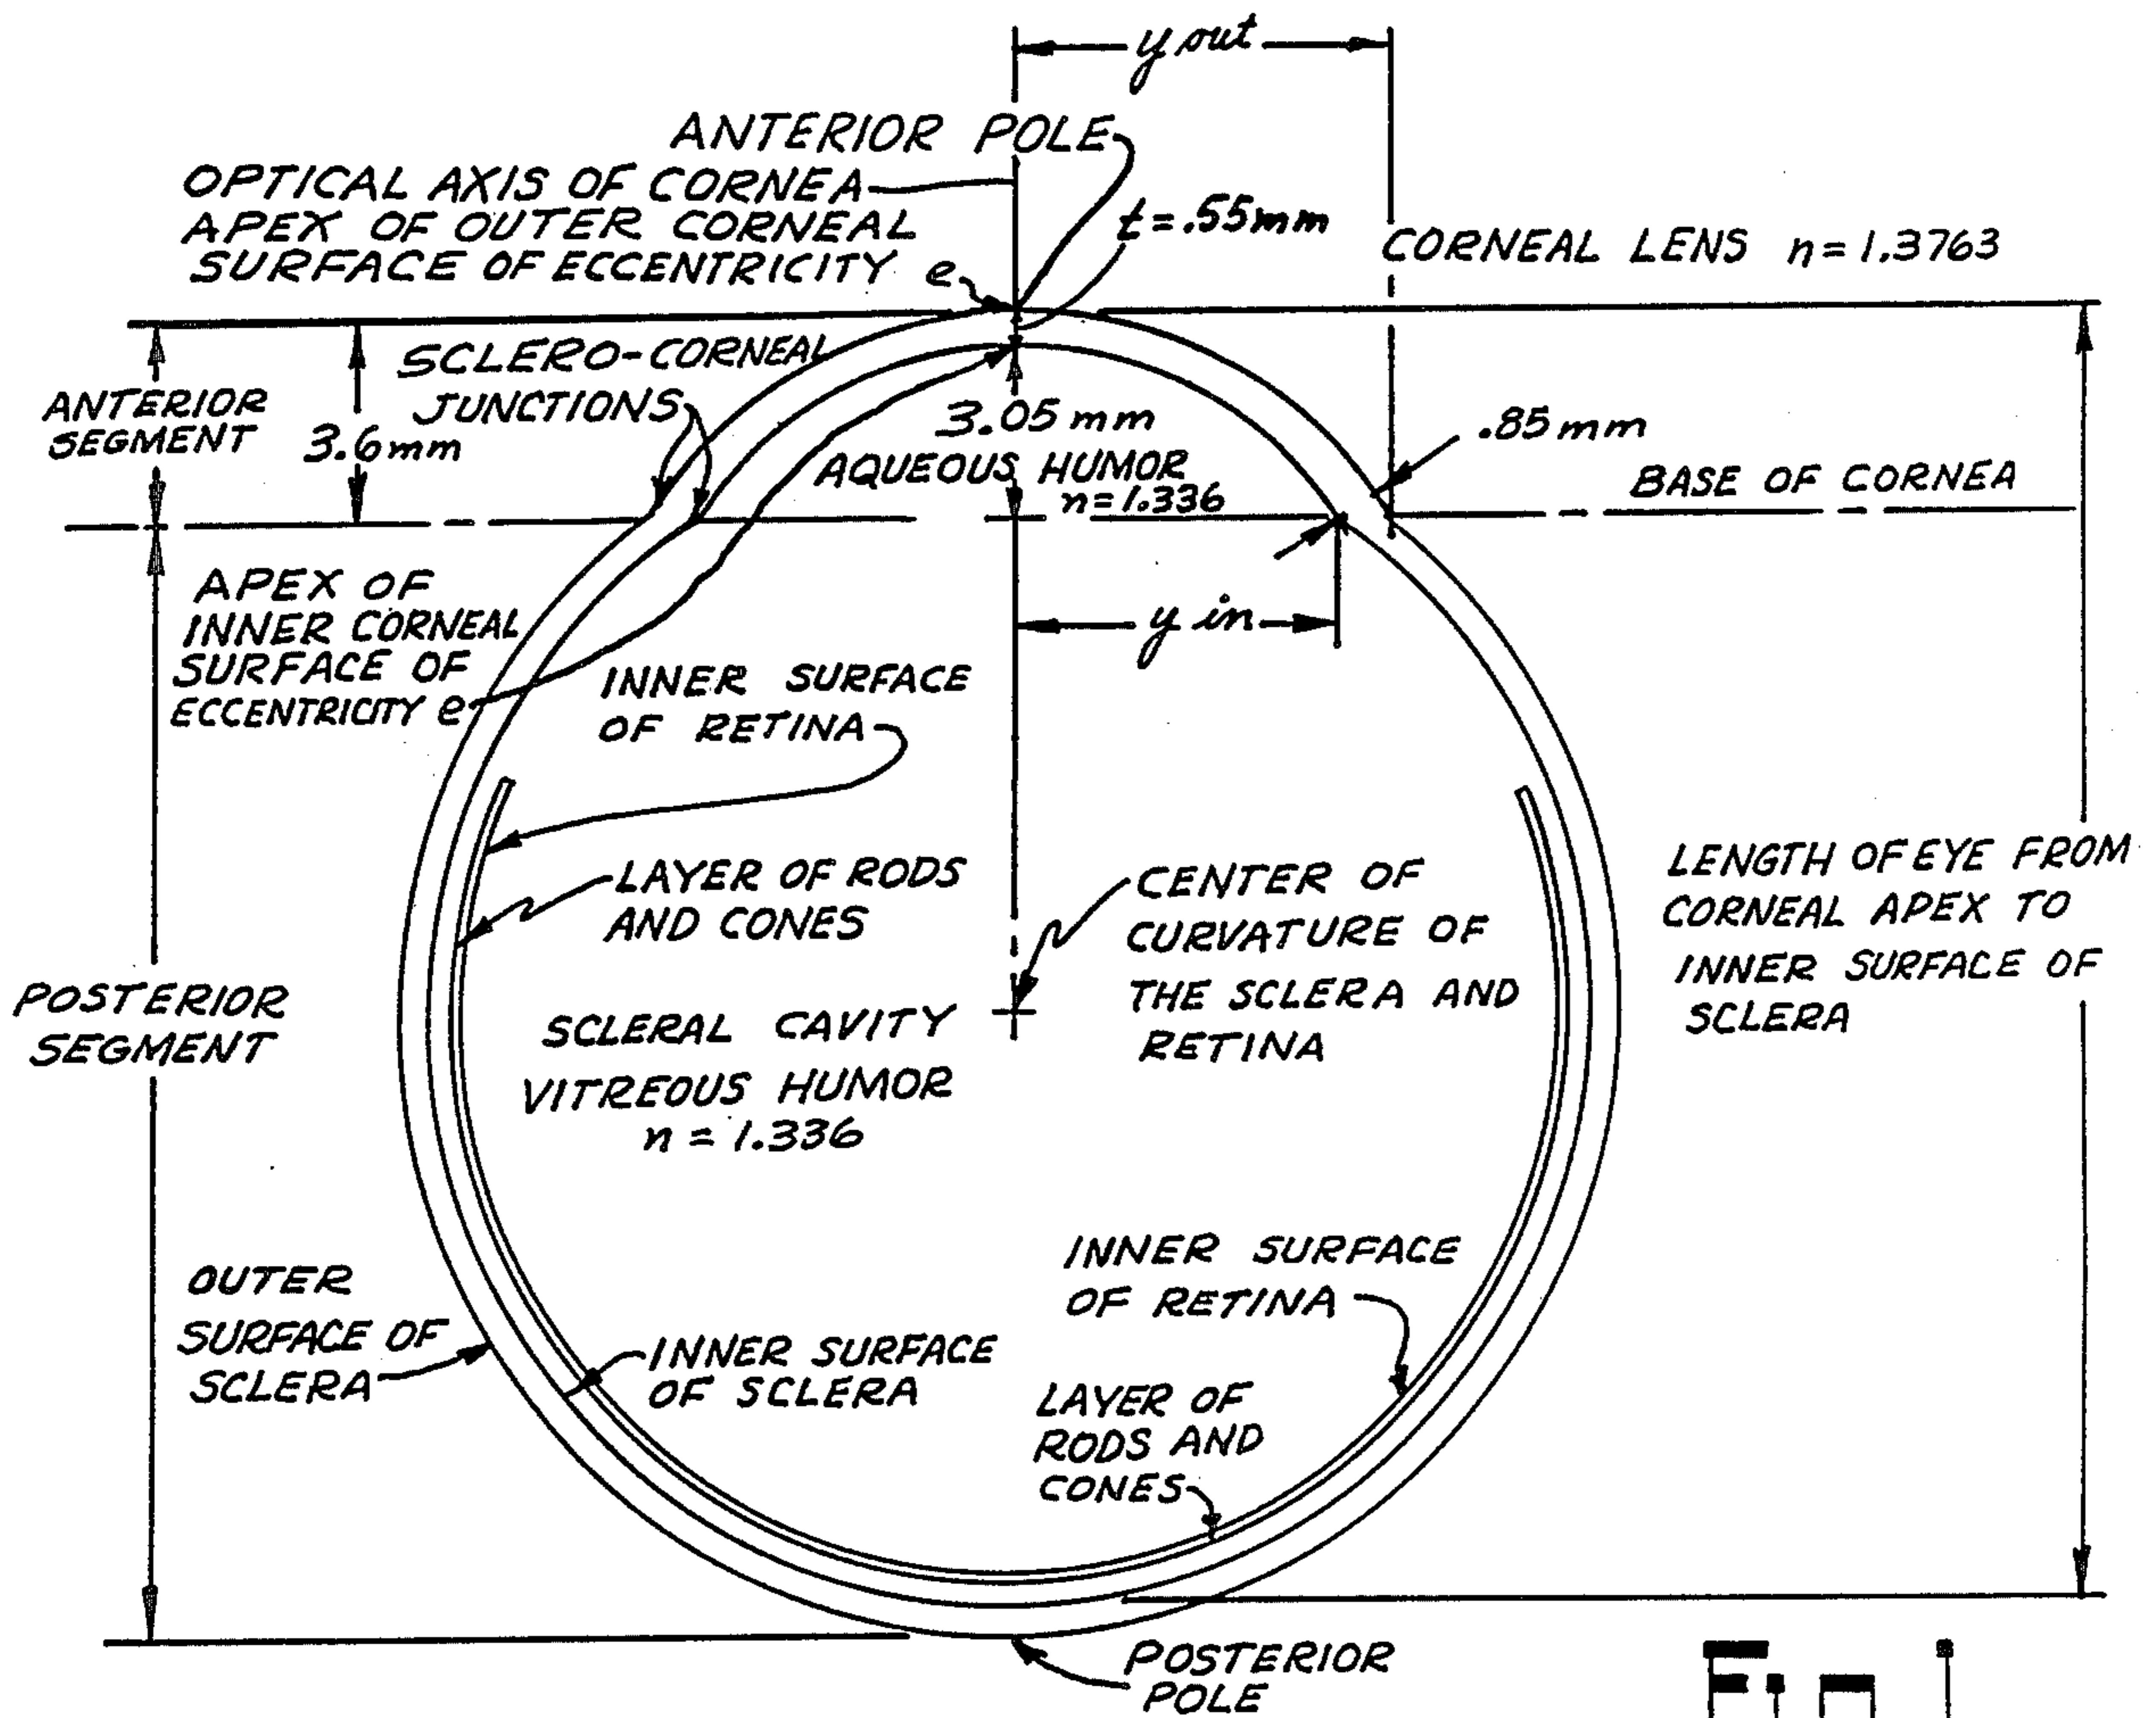 y out
ANTERIOR POLE
OPTICAL AXIS OF CORNEA
APEX OF OUTER CORNEAL
SURFACE OF ECCENTRICITY e
t=.55mm
CORNEAL LENS n=1.3763
SCLERO-CORNEAL
JUNCTIONS
ANTERIOR
SEGMENT
3.6mm
3.05mm
.85mm
AQUEOUS HUMOR
n=1.336
BASE OF CORNEA
APEX OF
INNER CORNEAL
SURFACE OF
ECCENTRICITY e
y in
INNER SURFACE
OF RETINA
LAYER OF RODS
AND CONES
CENTER OF
CURVATURE OF
THE SCLERA AND
RETINA
LENGTH OF EYE FROM
CORNEAL APEX TO
INNER SURFACE OF
SCLERA
POSTERIOR
SEGMENT
SCLERAL CAVITY
VITREOUS HUMOR
n=1.336
OUTER
SURFACE OF
SCLERA
INNER SURFACE
OF SCLERA
INNER SURFACE
OF RETINA
LAYER OF
RODS AND
CONES
POSTERIOR
POLE